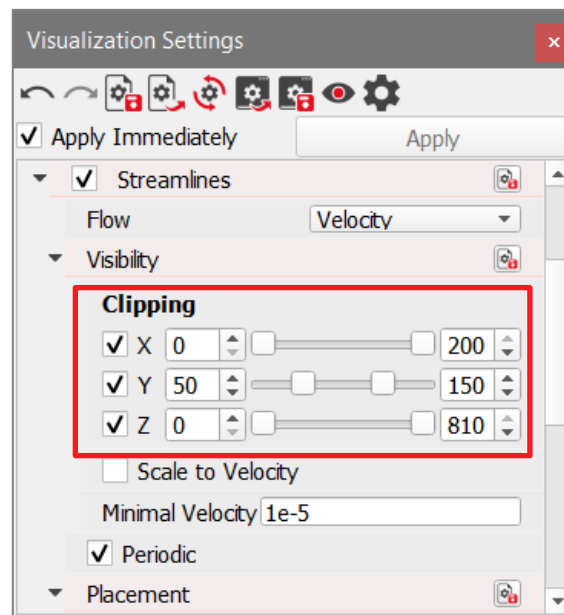 Visualization Settings
Apply Immediately Apply
Streamlines
Flow Velocity
Visibility
Clipping
X 0 200
Y 50 150
Z 0 810
Scale to Velocity
Minimal Velocity 1e-5
Periodic
Placement